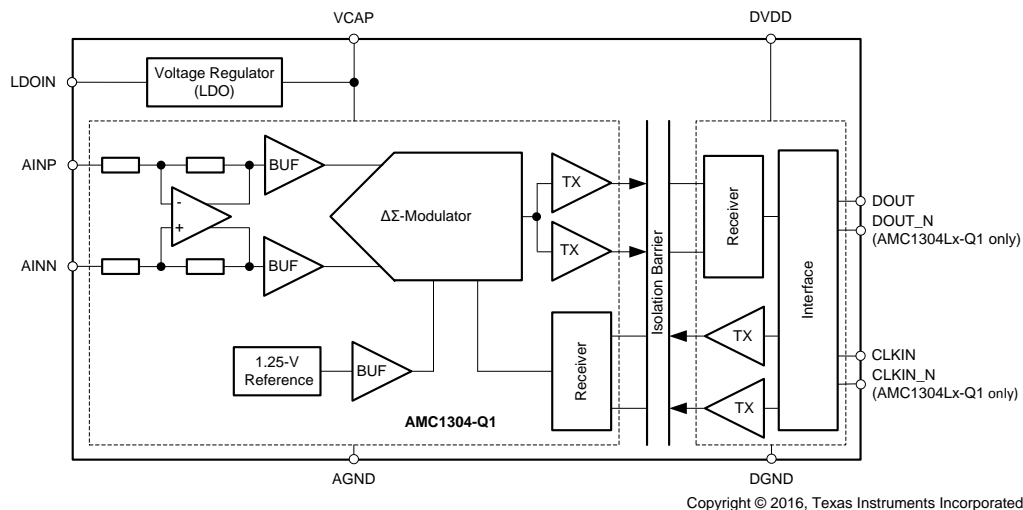 VCAP
DVDD
LDOIN
Voltage Regulator
(LDO)
AINP
BUF
TX
-
+
ΔΣ-Modulator
TX
AINN
BUF
Isolation Barrier
Receiver
Interface
DOUT
DOUT_N
(AMC1304Lx-Q1 only)
1.25-V
Reference
BUF
Receiver
TX
TX
CLKIN
CLKIN_N
(AMC1304Lx-Q1 only)
AMC1304-Q1
AGND
DGND
Copyright © 2016, Texas Instruments Incorporated